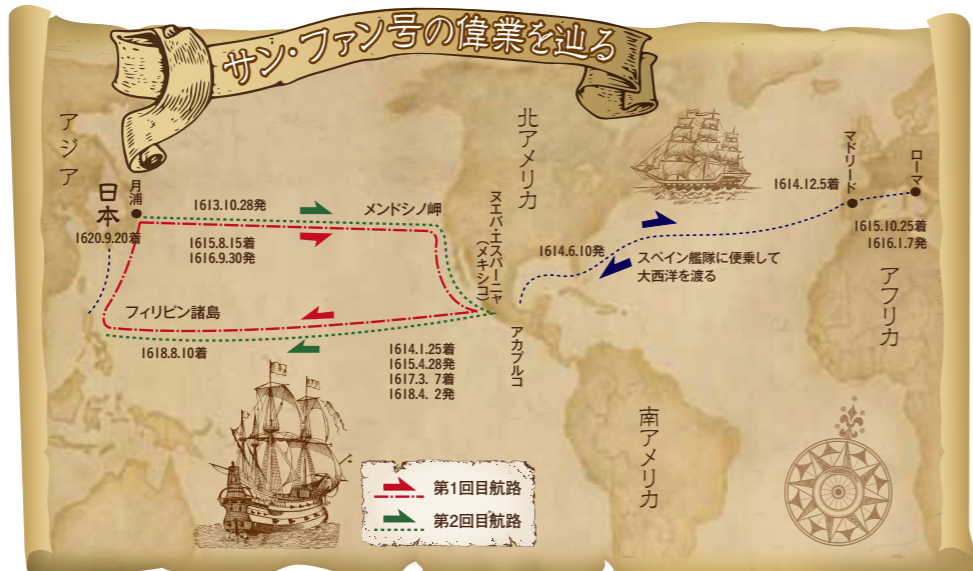 サン・ファン号の偉業を辿る
アジア
日本
月浦
1620.9.20着
1613.10.28発
1615.8.15着
1616.9.30発
メンドシノ岬
フィリピン諸島
1618.8.10着
北アメリカ
ヌエバ・エスパーニャ
(メキシコ)
アカプルコ
1614.1.25着
1615.4.28発
1617.3. 7着
1618.4. 2発
1614.6.10発
スペイン艦隊に便乗して
大西洋を渡る
1614.12.5着
マドリード
ローマ
1615.10.25着
1616.1.7発
アフリカ
南アメリカ
第1回目航路
第2回目航路